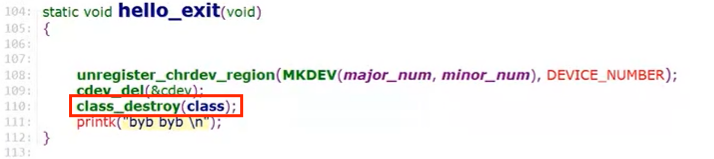 104: static void hello_exit(void)
105: {
106:
107:
108: unregister_chrdev_region(MKDEV(major_num, minor_num), DEVICE_NUMBER);
109: cdev_del(&cdev);
110: class_destroy(class);
111: printk("byb byb \n");
112: }
113: